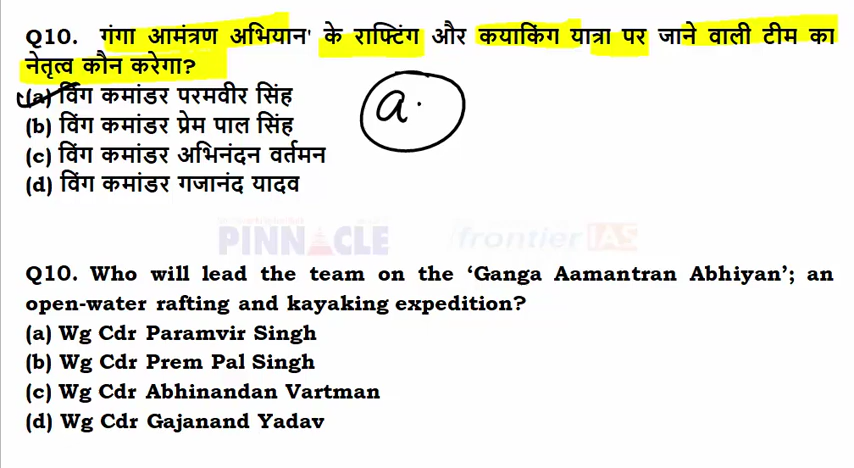 Q10. गंगा आमंत्रण अभियान' के राफ्टिंग और कयाकिंग यात्रा पर जाने वाली टीम का
नेतृत्व कौन करेगा?
(a) विंग कमांडर परमवीर सिंह
a.
(b) विंग कमांडर प्रेम पाल सिंह
(c) विंग कमांडर अभिनंदन वर्तमन
(d) विंग कमांडर गजानंद यादव
PINNACLE frontier IAS
Q10. Who will lead the team on the ‘Ganga Aamantran Abhiyan’; an
open-water rafting and kayaking expedition?
(a) Wg Cdr Paramvir Singh
(b) Wg Cdr Prem Pal Singh
(c) Wg Cdr Abhinandan Vartman
(d) Wg Cdr Gajanand Yadav